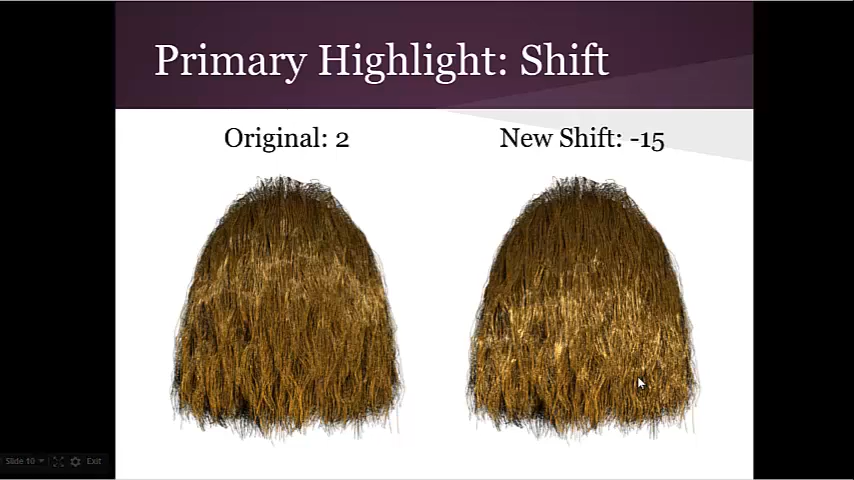 Primary Highlight: Shift
Original: 2
New Shift: -15
Slide 10
Exit